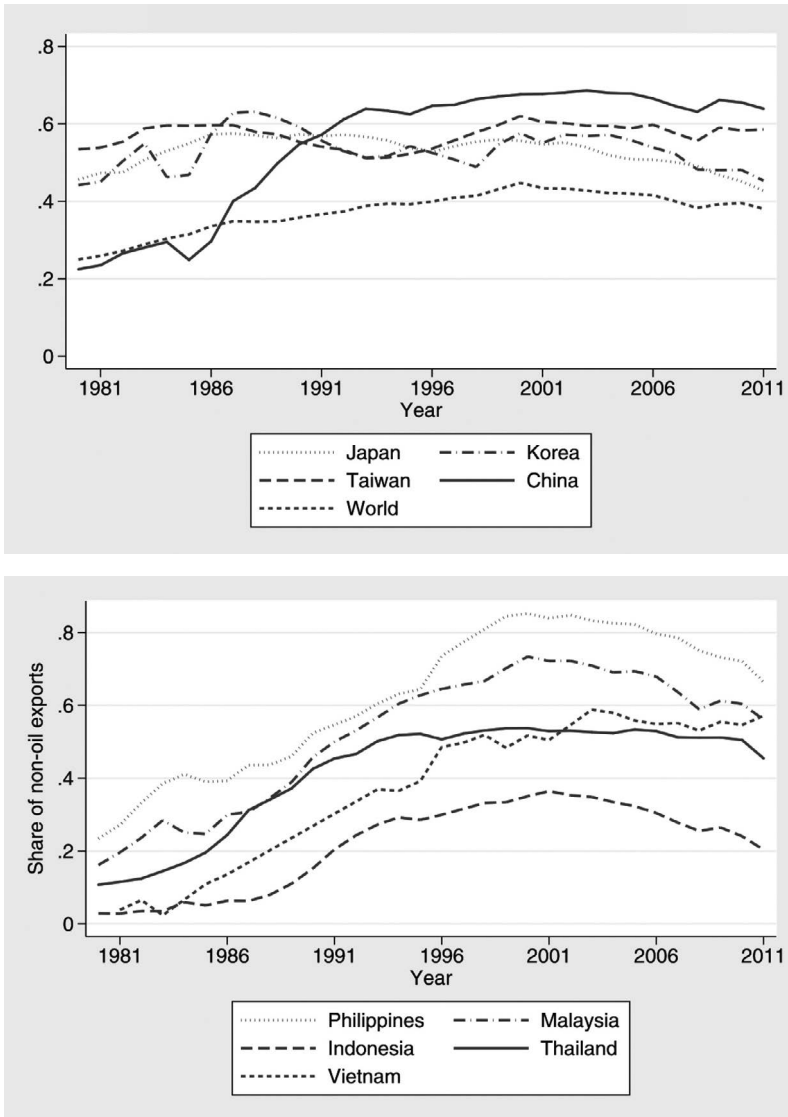 .8
.6
.4
.2
0
1981 1986 1991 1996 2001 2006 2011
Year
Japan Korea
Taiwan China
World
Share of non-oil exports
.8
.6
.4
.2
0
1981 1986 1991 1996 2001 2006 2011
Year
Philippines Malaysia
Indonesia Thailand
Vietnam